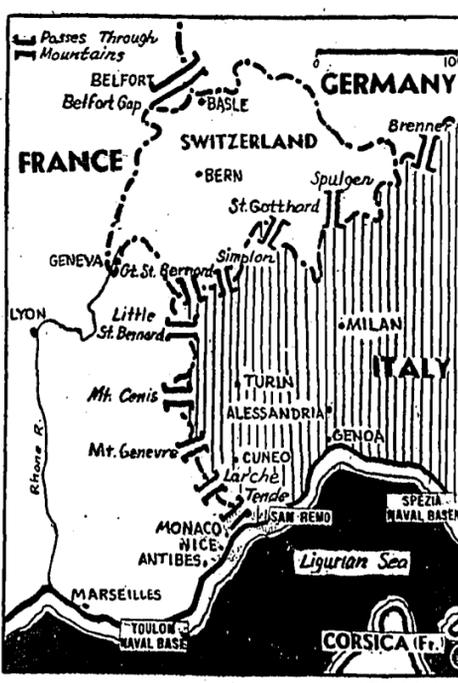 Passes Through
Mountains
0 10
GERMANY
BELFORT
Belfort Gap
BASLE
SWITZERLAND
Brenner
FRANCE
BERN
Spulgen
St. Gotthard
GENEVA
Gt. St. Bernard
Simplon
LYON
Little
St. Bernard
MILAN
ITALY
TURIN
Mt. Cenis
ALESSANDRIA
GENOA
Mt. Genevre
CUNEO
Larche
Tende
Rhone R.
SPEZIA
NAVAL BASE
SAN REMO
MONACO
NICE
ANTIBES
Ligurian Sea
MARSEILLES
TOULON
NAVAL BASE
CORSICA (Fr.)